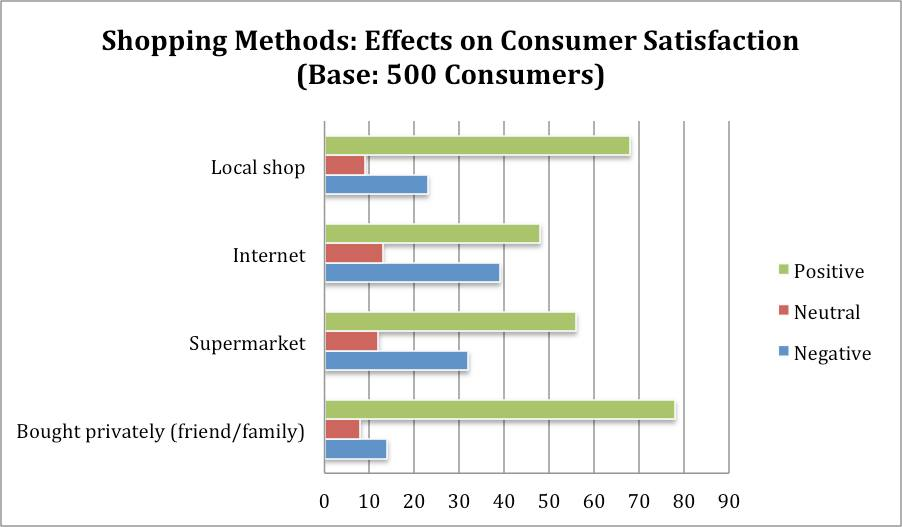 Shopping Methods: Effects on Consumer Satisfaction
(Base: 500 Consumers)
Local shop
Internet
Supermarket
Bought privately (friend/family)
Positive
Neutral
Negative
0 10 20 30 40 50 60 70 80 90